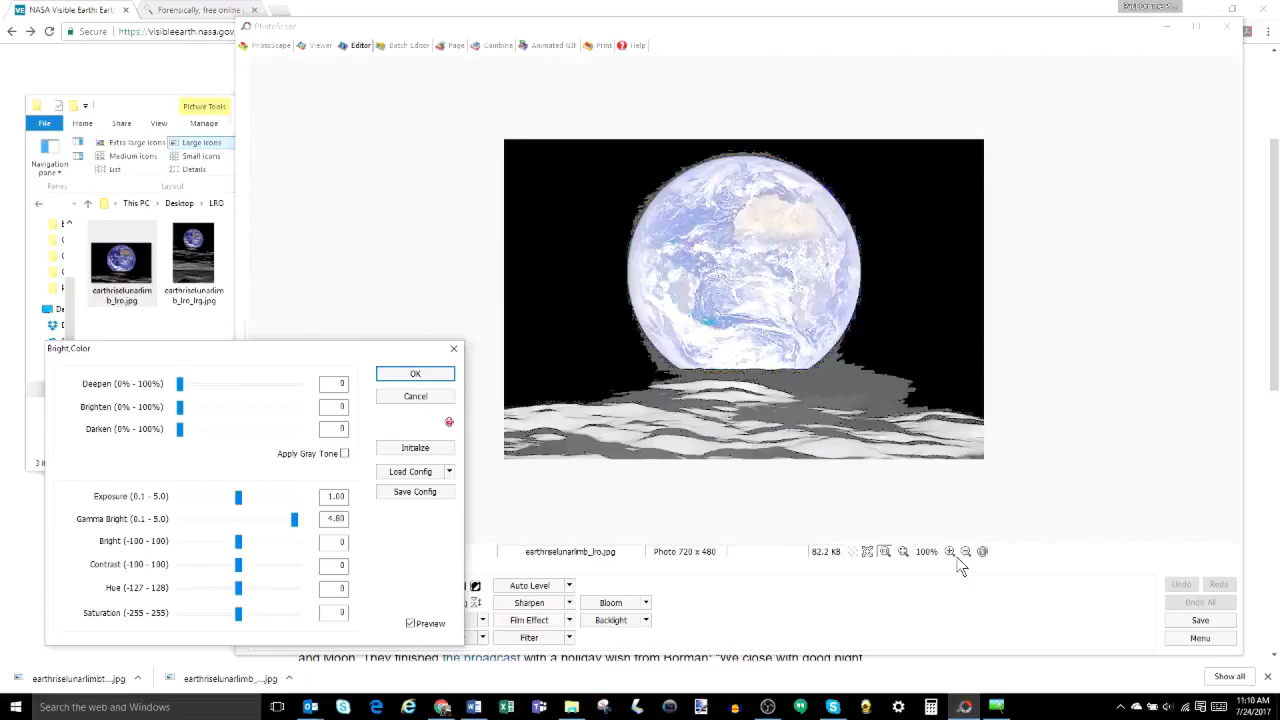 NASA Visible Earth: Eart
Forensically, free online
Secure
https://visibleearth.nasa.gov
PhotoScape
PhotoScape
Viewer
Editor
Batch Editor
Page
Combine
Animated GIF
Print
Help
Picture Tools
File
Home
Share
View
Manage
Navigation
pane
Extra large icons
Large icons
Medium icons
Small icons
List
Details
Panes
Layout
This PC
Desktop
LRO
earthriselunarlim
b_lro.jpg
earthriselunarlim
b_lro_lrg.jpg
Bright,Color
Deepen (0% - 100%)
0
OK
Brighten (0% - 100%)
0
Cancel
Darken (0% - 100%)
0
Apply Gray Tone
Initialize
Load Config
Save Config
Exposure (0.1 - 5.0)
1.00
Gamma Bright (0.1 - 5.0)
4.80
Bright (-100 - 100)
0
Contrast (-100 - 100)
0
Hue (-127 - 128)
0
Saturation (-255 - 255)
0
Preview
earthriselunarlimb_lro.jpg
Photo 720 x 480
82.2 KB
100%
Auto Level
Sharpen
Bloom
Film Effect
Backlight
Filter
Undo
Redo
Undo All
Save
Menu
and Moon. They finished the broadcast with a holiday wish from Borman: "We close with good night,
earthriselunarlimbt....jpg
earthriselunarlimb_....jpg
Show all
Search the web and Windows
11:10 AM
7/24/2017